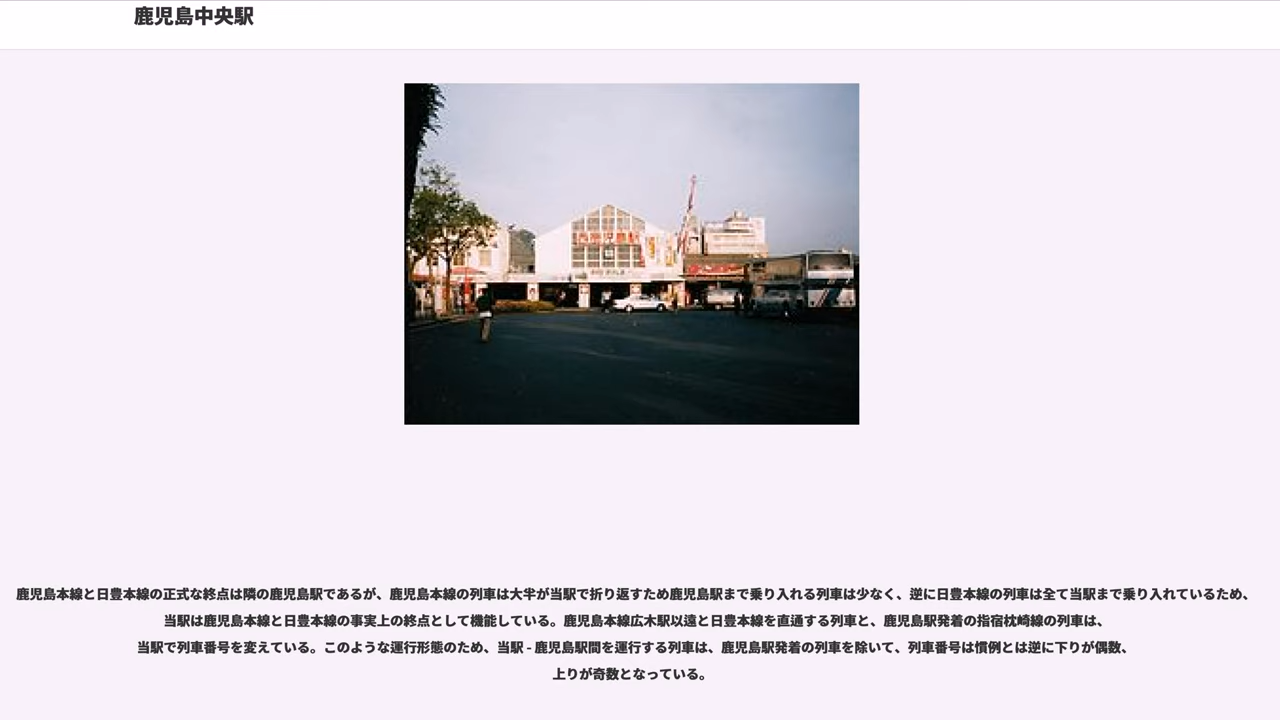 鹿児島中央駅
西鹿児島駅
鹿児島本線と日豊本線の正式な終点は隣の鹿児島駅であるが、鹿児島本線の列車は大半が当駅で折り返すため鹿児島駅まで乗り入れる列車は少なく、逆に日豊本線の列車は全て当駅まで乗り入れているため、
当駅は鹿児島本線と日豊本線の事実上の終点として機能している。鹿児島本線広木駅以遠と日豊本線を直通する列車と、鹿児島駅発着の指宿枕崎線の列車は、
当駅で列車番号を変えている。このような運行形態のため、当駅 - 鹿児島駅間を運行する列車は、鹿児島駅発着の列車を除いて、列車番号は慣例とは逆に下りが偶数、
上りが奇数となっている。